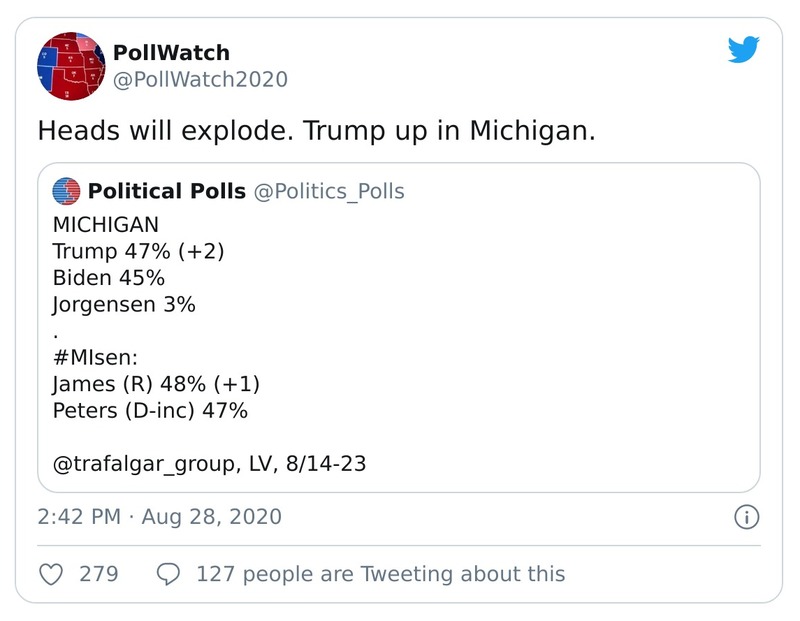 PollWatch
@PollWatch2020
Heads will explode. Trump up in Michigan.
Political Polls @Politics_Polls
MICHIGAN
Trump 47% (+2)
Biden 45%
Jorgensen 3%
.
#MIsen:
James (R) 48% (+1)
Peters (D-inc) 47%
@trafalgar_group, LV, 8/14-23
2:42 PM · Aug 28, 2020
279 127 people are Tweeting about this